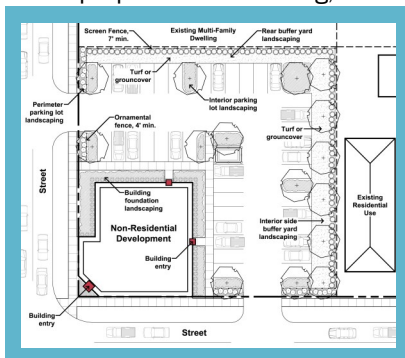 Screen Fence,
7' min.
Existing Multi-Family
Dwelling
Rear buffer yard
landscaping
Turf or
groundcover
Perimeter
parking lot
landscaping
Interior parking
lot landscaping
Ornamental
fence, 4' min.
Turf or
groundcover
Street
Building
foundation
landscaping
Non-Residential
Development
Interior side
buffer yard
landscaping
Existing
Residential
Use
Building
entry
Building
entry
Street